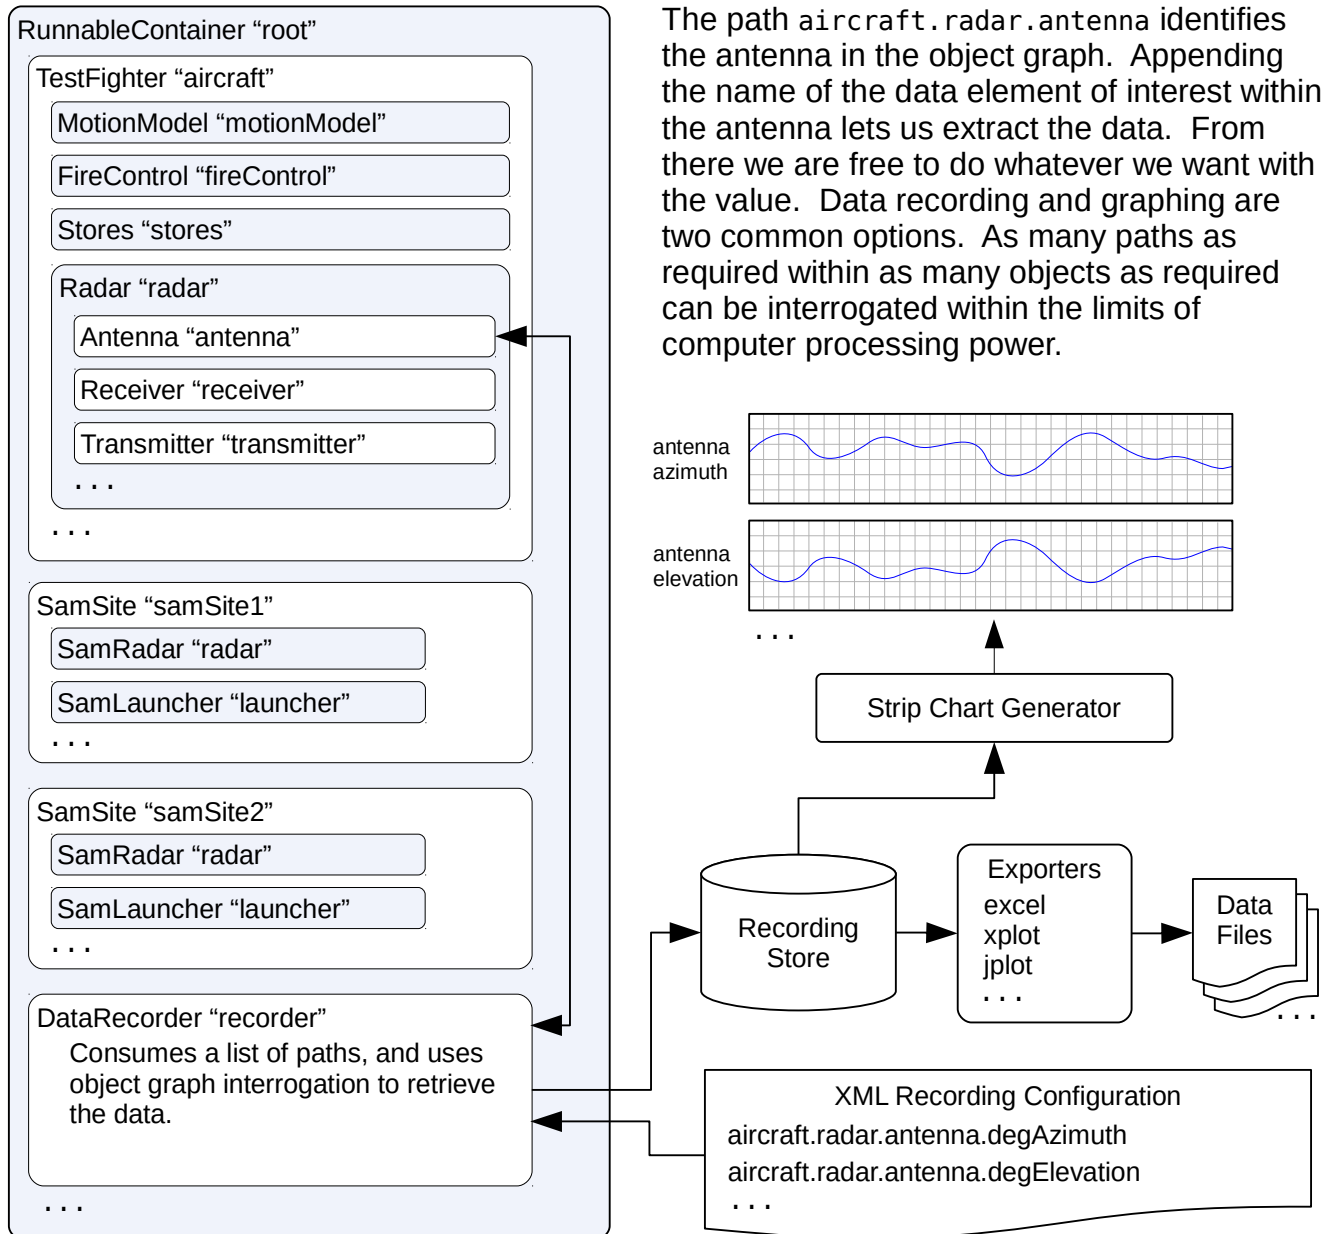 RunnableContainer “root”
TestFighter “aircraft”
MotionModel “motionModel”
FireControl “fireControl”
Stores “stores”
Radar “radar”
Antenna “antenna”
Receiver “receiver”
Transmitter “transmitter”
...
...
SamSite “samSite1”
SamRadar “radar”
SamLauncher “launcher”
...
SamSite “samSite2”
SamRadar “radar”
SamLauncher “launcher”
...
DataRecorder “recorder”
Consumes a list of paths, and uses
object graph interrogation to retrieve
the data.
...
The path aircraft.radar.antenna identifies
the antenna in the object graph.  Appending
the name of the data element of interest within
the antenna lets us extract the data.  From
there we are free to do whatever we want with
the value.  Data recording and graphing are
two common options.  As many paths as
required within as many objects as required
can be interrogated within the limits of
computer processing power.
antenna
azimuth
antenna
elevation
...
Strip Chart Generator
Recording
Store
Exporters
excel
xplot
jplot
...
Data
Files
...
XML Recording Configuration
aircraft.radar.antenna.degAzimuth
aircraft.radar.antenna.degElevation
...